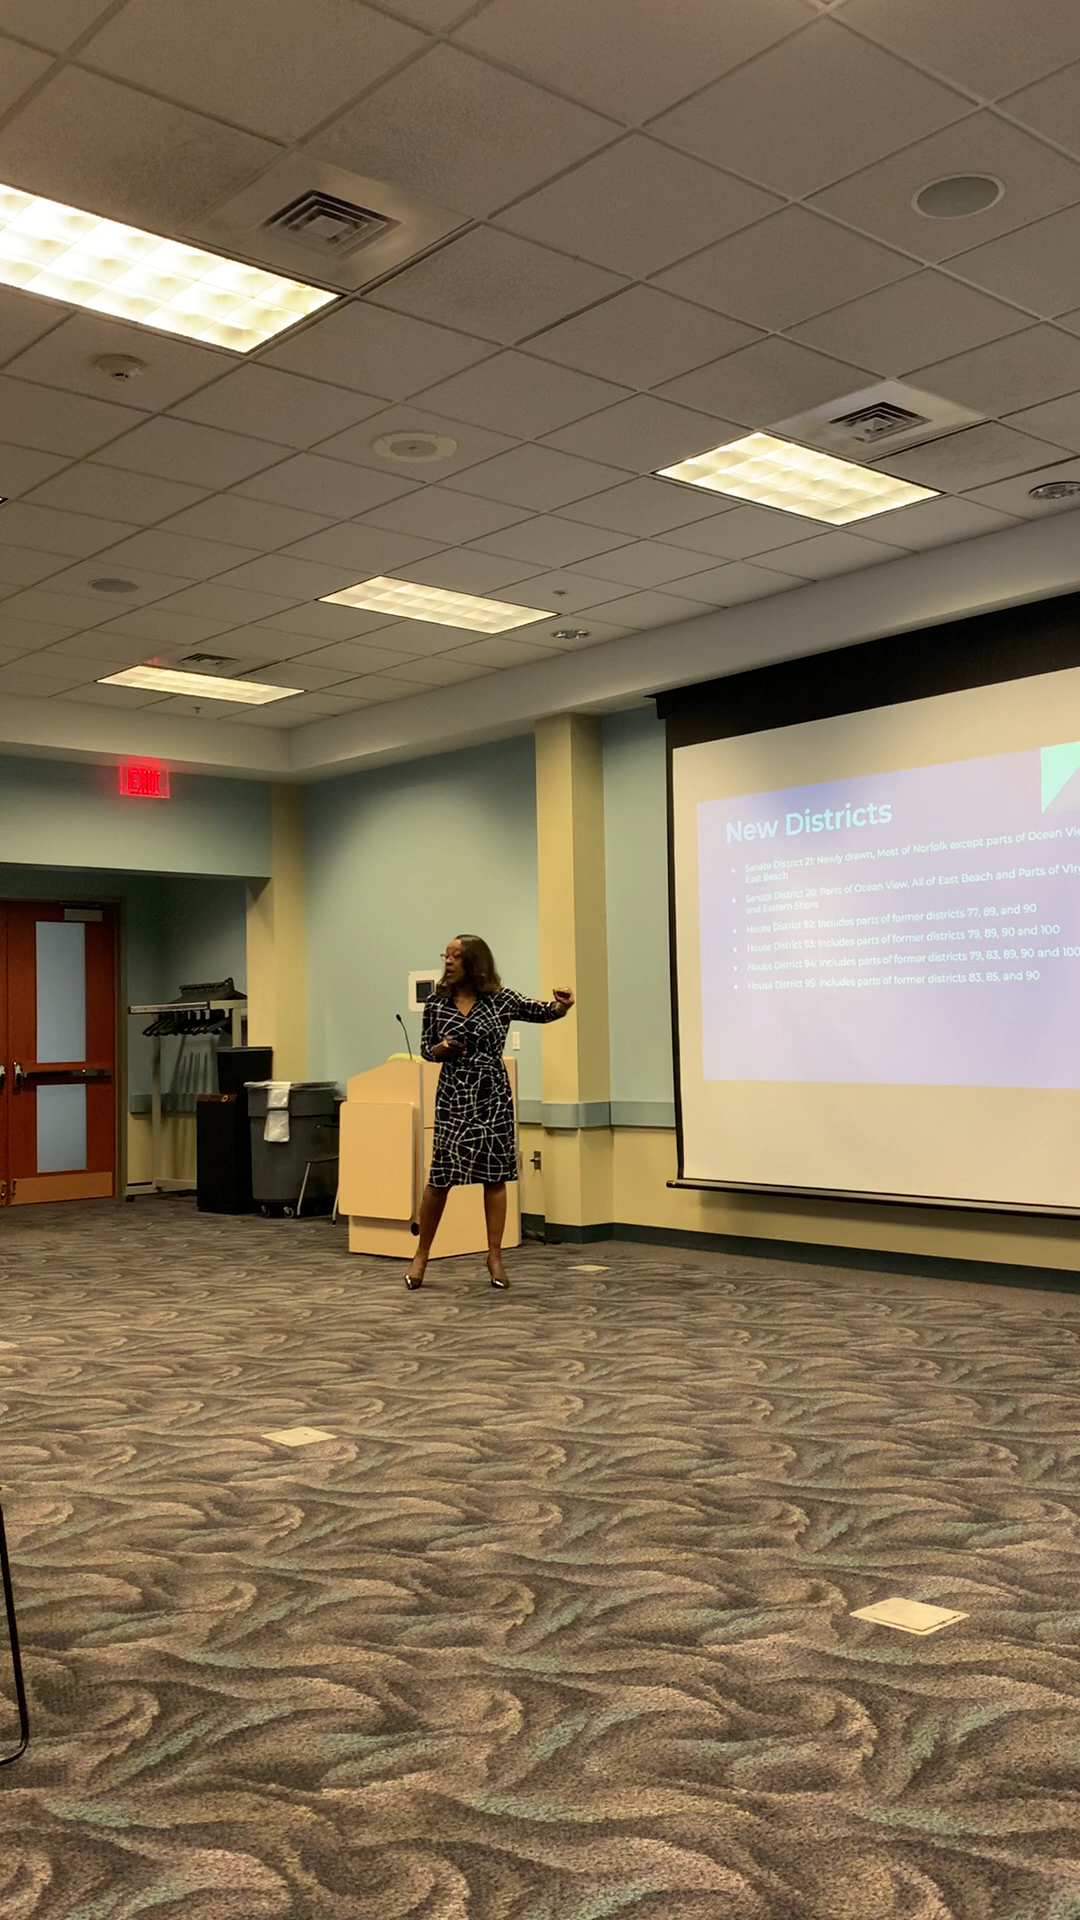 EXIT
New Districts
Senate District 21: Newly drawn, Most of Norfolk except parts of Ocean
East Beach
Senate District 20: Parts of Ocean View, All of East Beach and Parts of
and Eastern Shore
House District 92: Includes parts of former districts 77, 89, and 90
House District 93: Includes parts of former districts 79, 89, 90 and 100
House District 94: Includes parts of former districts 79, 83, 89, 90 and 100
House District 95: Includes parts of former districts 83, 85, and 90